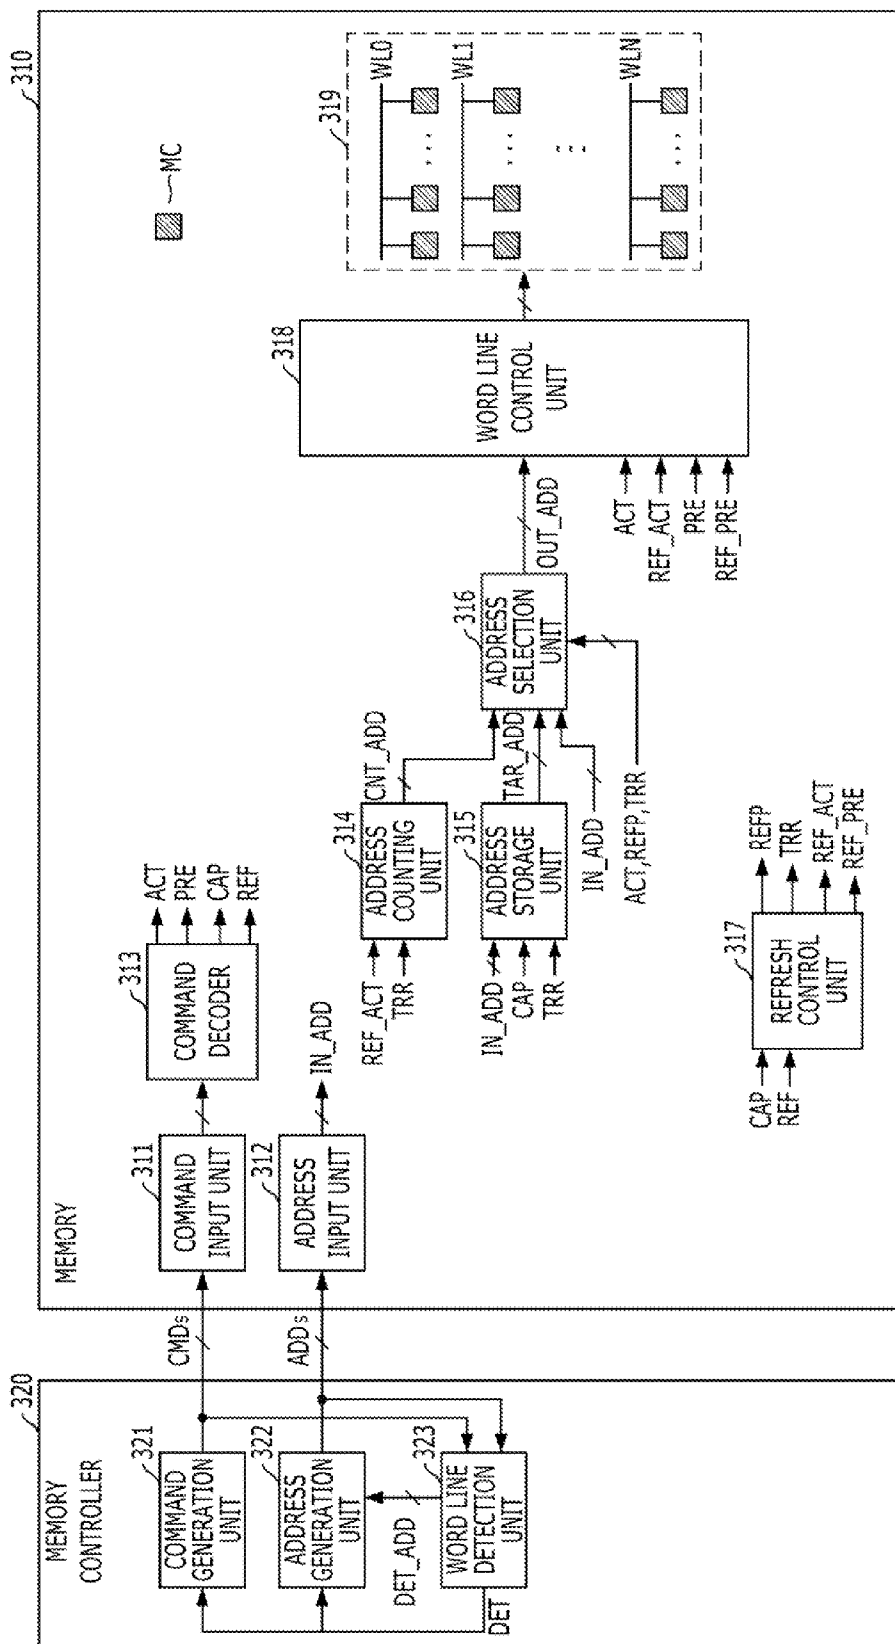 320
MEMORY
CONTROLLER
321
COMMAND
GENERATION
UNIT
322
ADDRESS
GENERATION
UNIT
DET_ADD
323
WORD LINE
DETECTION
UNIT
DET
CMDs
ADDs
310
MEMORY
311
COMMAND
INPUT UNIT
312
ADDRESS
INPUT UNIT
IN_ADD
313
COMMAND
DECODER
ACT
PRE
CAP
REF
REF_ACT
TRR
314
ADDRESS
COUNTING
UNIT
CNT_ADD
IN_ADD
CAP
TRR
315
ADDRESS
STORAGE
UNIT
TAR_ADD
IN_ADD
ACT,REFP,TRR
316
ADDRESS
SELECTION
UNIT
OUT_ADD
CAP
REF
317
REFRESH
CONTROL
UNIT
REFP
TRR
REF_ACT
REF_PRE
318
WORD LINE
CONTROL
UNIT
ACT
REF_ACT
PRE
REF_PRE
MC
319
WL0
WL1
WLN